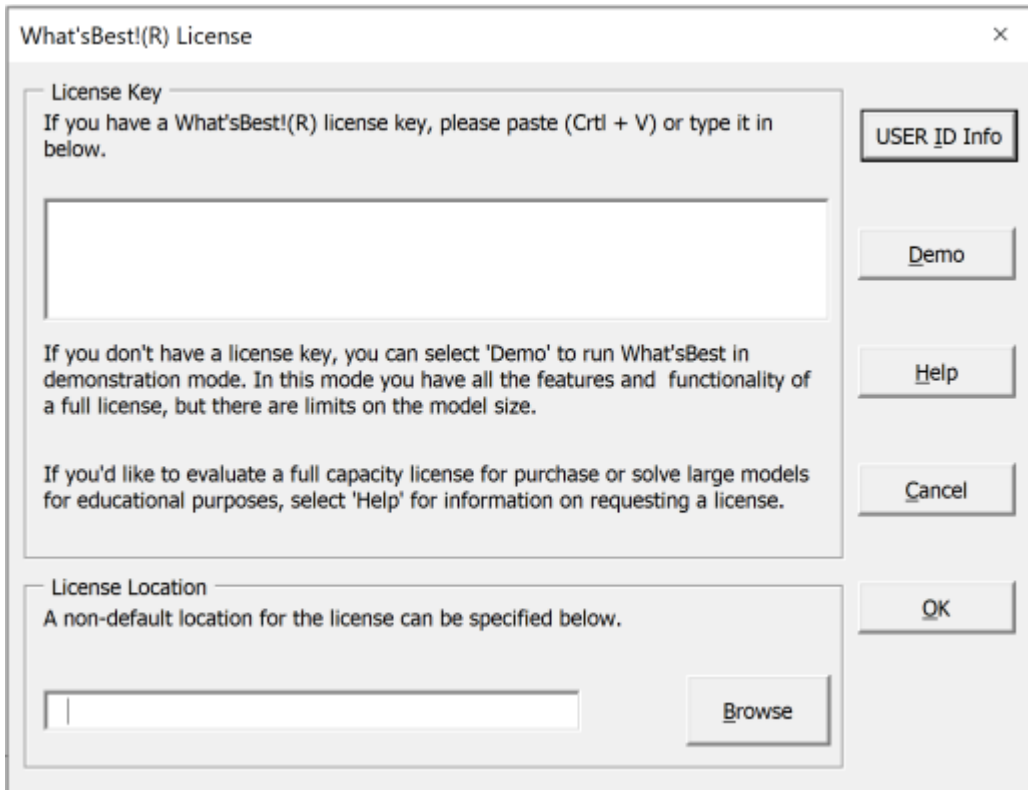 What'sBest!(R) License
License Key
If you have a What'sBest!(R) license key, please paste (Crtl + V) or type it in
below.
USER ID Info
Demo
If you don't have a license key, you can select 'Demo' to run What'sBest in
demonstration mode. In this mode you have all the features and  functionality of
a full license, but there are limits on the model size.
Help
If you'd like to evaluate a full capacity license for purchase or solve large models
for educational purposes, select 'Help' for information on requesting a license.
Cancel
License Location
A non-default location for the license can be specified below.
OK
Browse